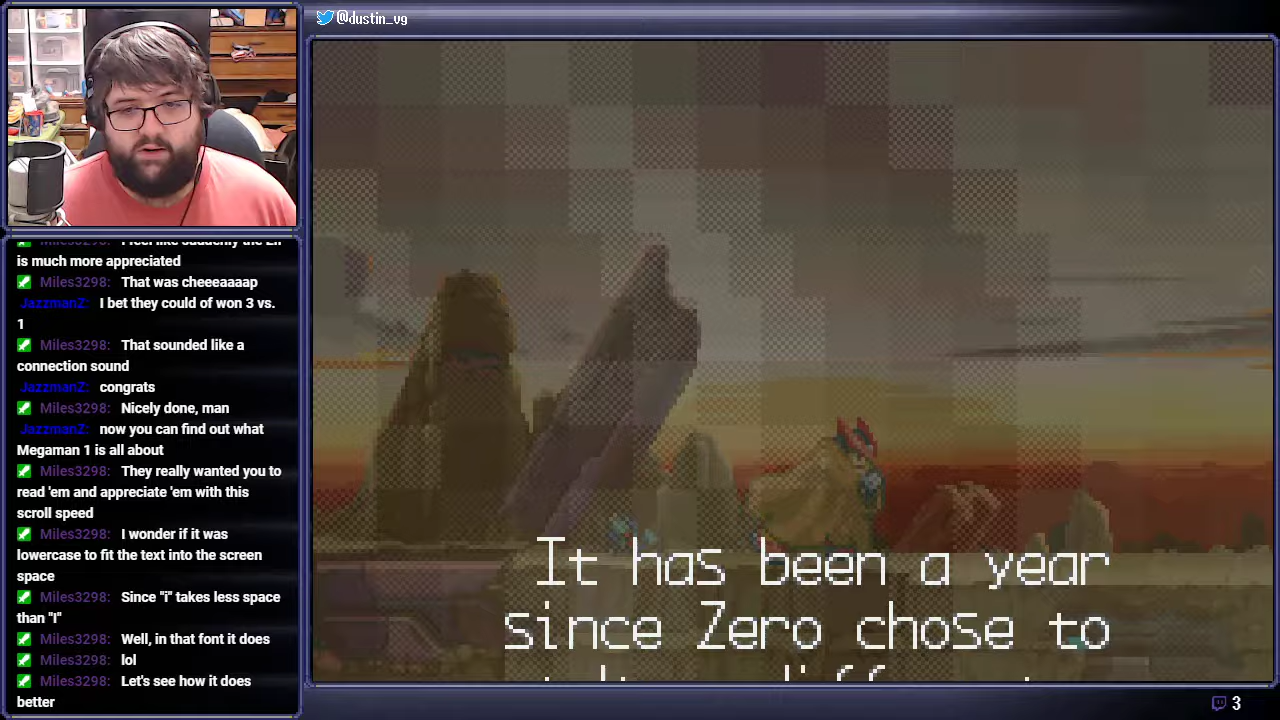 @dustin_vg
is much more appreciated
Miles3298: That was cheeeaaaap
JazzmanZ: I bet they could of won 3 vs.
1
Miles3298: That sounded like a
connection sound
JazzmanZ: congrats
Miles3298: Nicely done, man
JazzmanZ: now you can find out what
Megaman 1 is all about
Miles3298: They really wanted you to
read 'em and appreciate 'em with this
scroll speed
Miles3298: I wonder if it was
lowercase to fit the text into the screen
space
Miles3298: Since "i" takes less space
than "I"
Miles3298: Well, in that font it does
Miles3298: lol
Miles3298: Let's see how it does
better
It has been a year
since Zero chose to
3